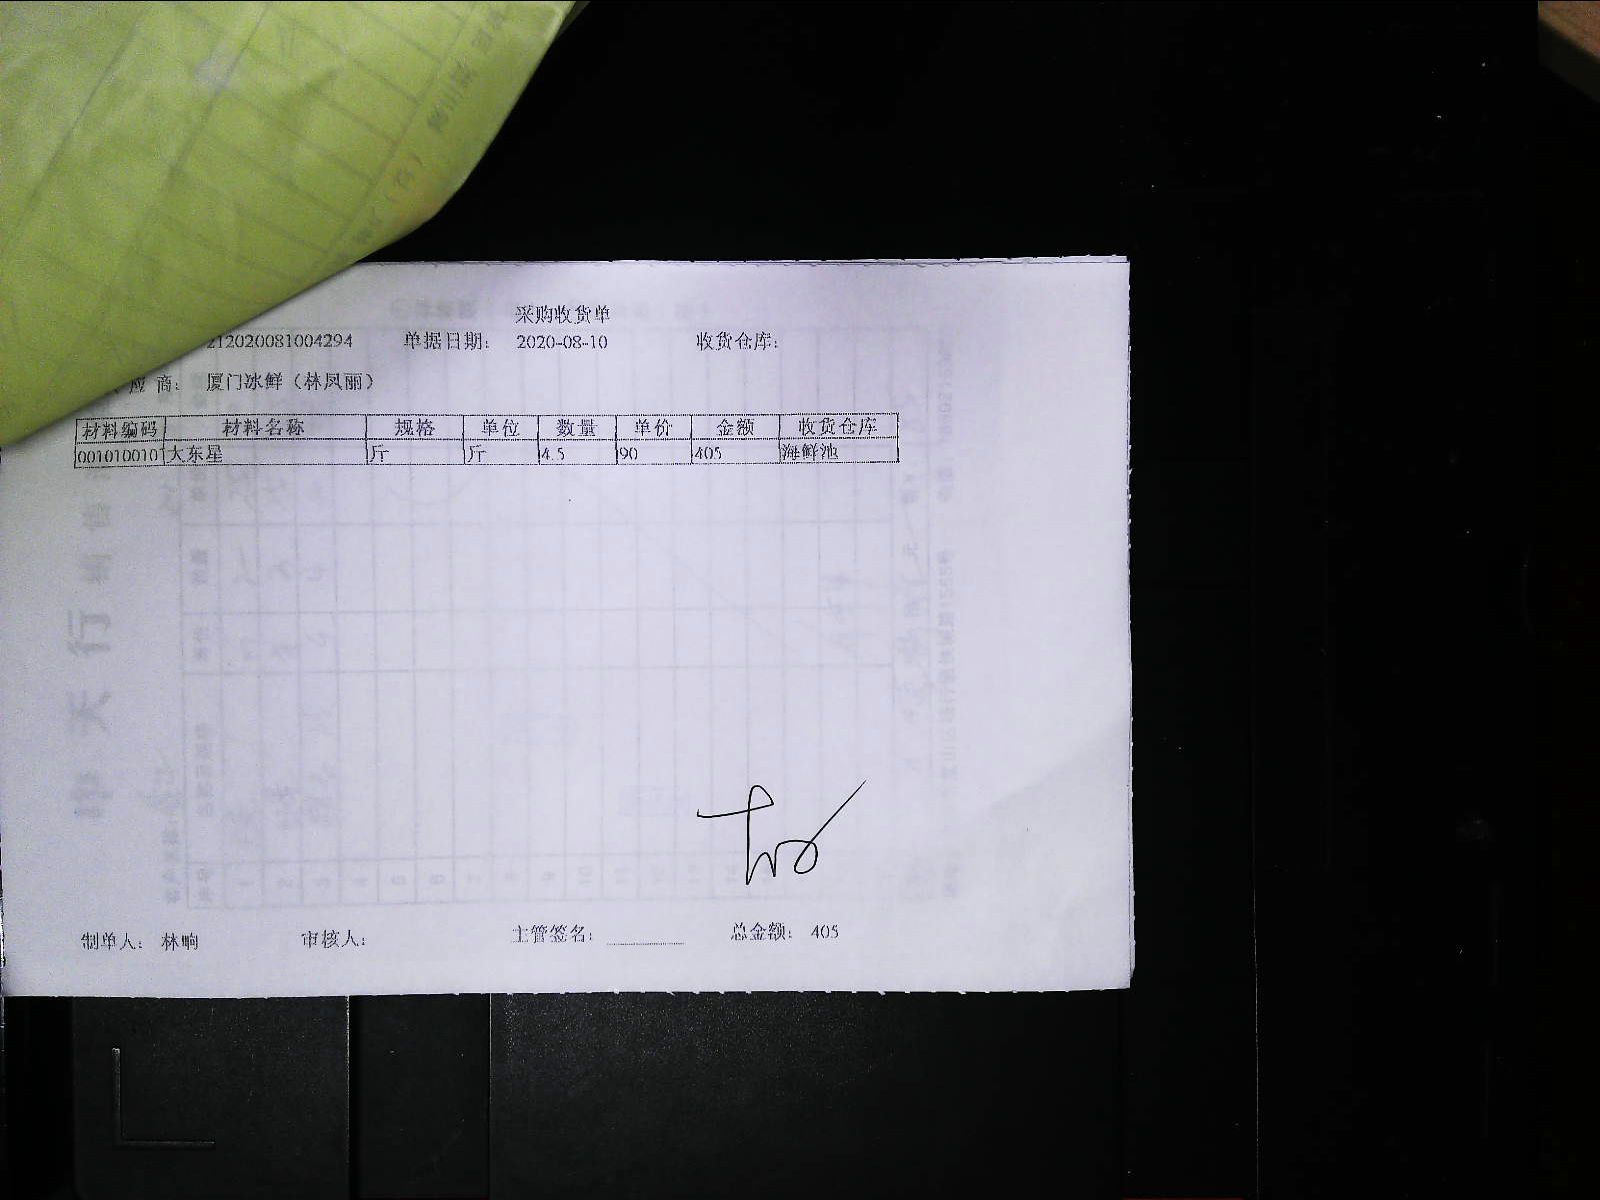 采购收货单
212020081004294 单据日期: 2020-08-10 收货仓库:
应 商: 厦门冰鲜（林凤丽）
材料编码 材料名称 规格 单位 数量 单价 金额 收货仓库
001010010 大东星 斤 斤 4.5 90 405 海鲜池
制单人: 林晌 审核人: 主管签名: 总金额: 405